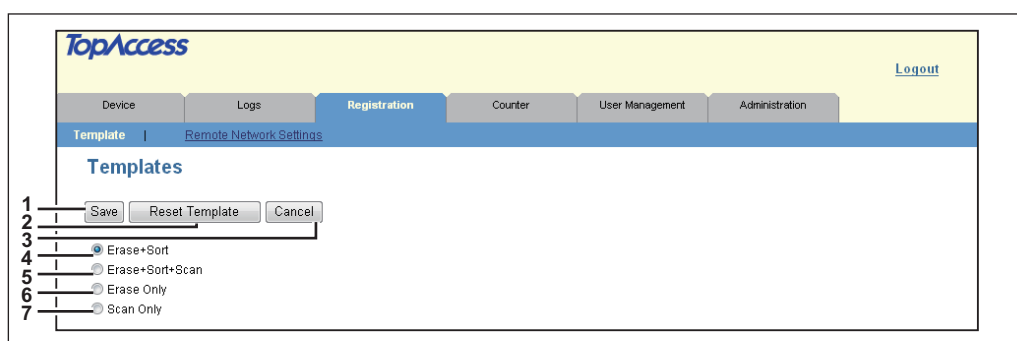 TopAccess
Logout
Device Logs Registration Counter User Management Administration
Template | Remote Network Settings
Templates
1 Save Reset Template Cancel
2
3
4 Erase+Sort
5 Erase+Sort+Scan
6 Erase Only
7 Scan Only